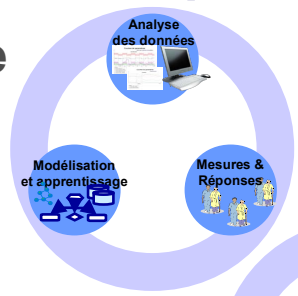 e
Analyse
des données
Modélisation
et apprentissage
Mesures &
Réponses